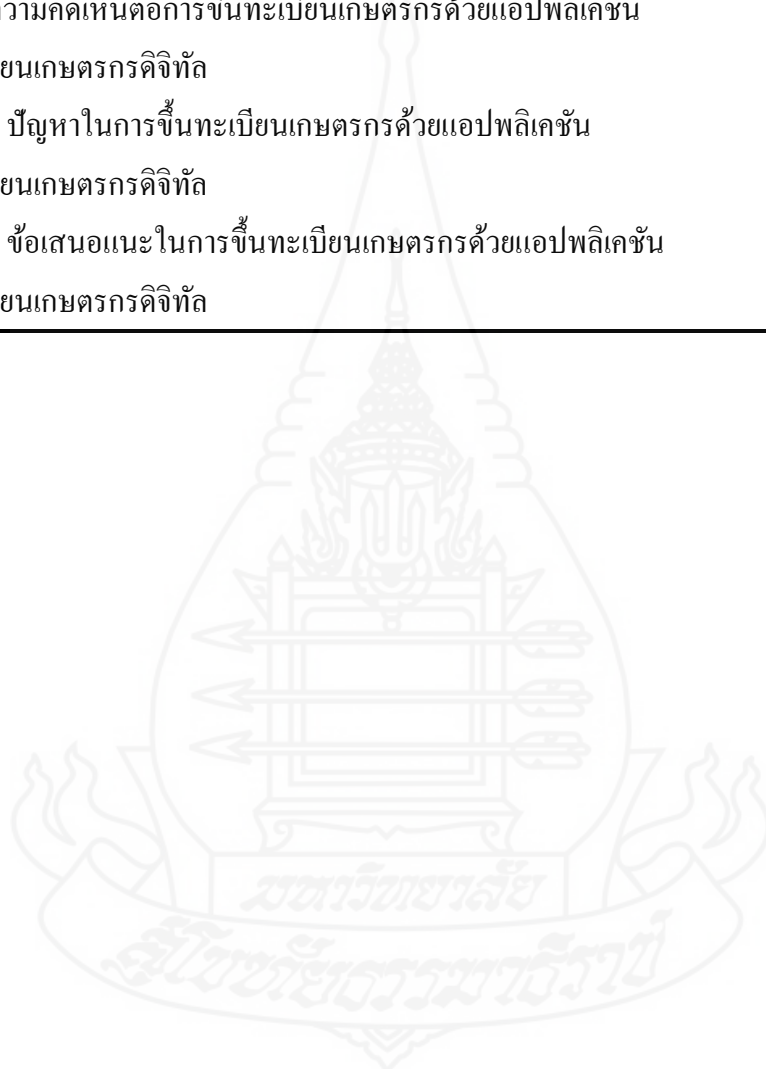 วามคิดเห็นต่อการขึ้นทะเบียนเกษตรกรด้วยแอปพลิเคชัน
ยนเกษตรกรดิจิทัล
ปัญหาในการขึ้นทะเบียนเกษตรกรด้วยแอปพลิเคชัน
ยนเกษตรกรดิจิทัล
ข้อเสนอแนะในการขึ้นทะเบียนเกษตรกรด้วยแอปพลิเคชัน
ยนเกษตรกรดิจิทัล
มหาวิทยาลัย
สุโขทัยธรรมาธิราช